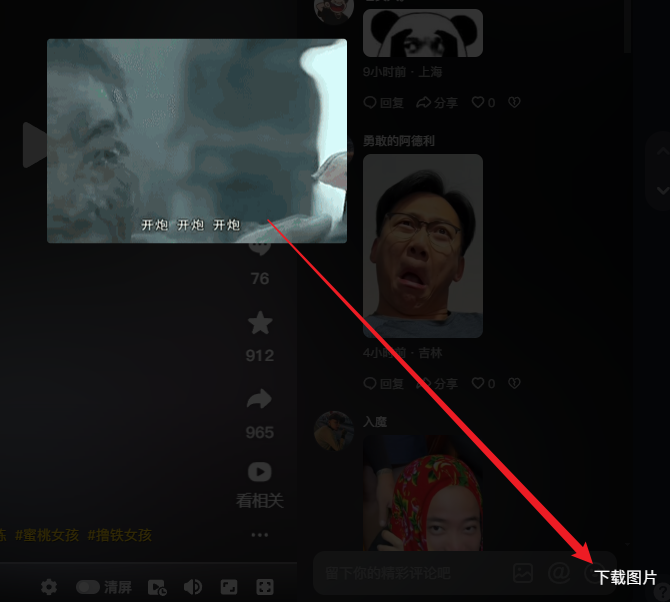 9小时前 · 上海
回复 分享 0
勇敢的阿德利
开炮 开炮 开炮
76
912
4小时前 · 吉林
回复 分享 0
965
入魔
看相关
#蜜桃女孩 #撸铁女孩
清屏
留下你的精彩评论吧
下载图片